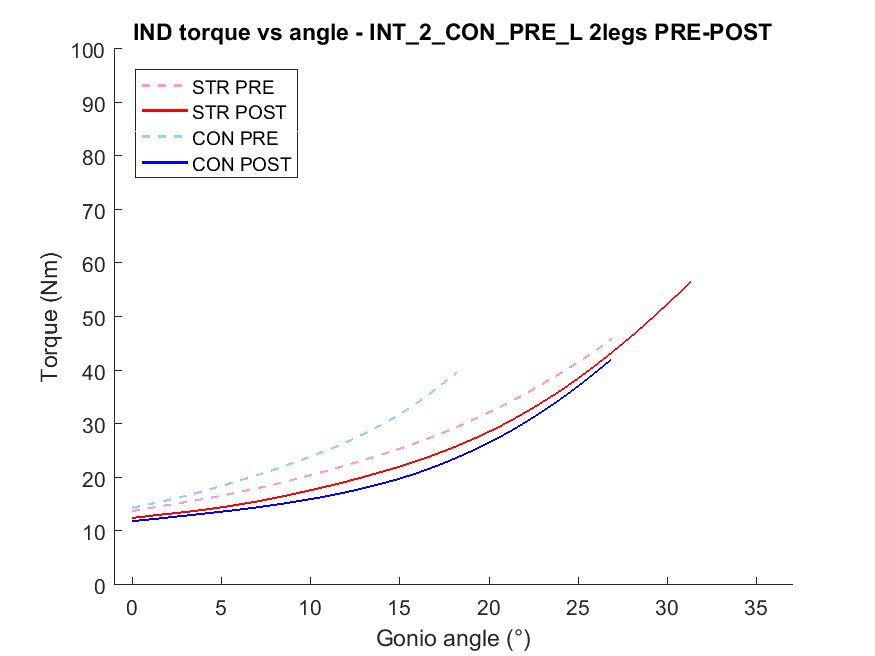 IND torque vs angle - INT_2_CON_PRE_L 2legs PRE-POST
100
90
80
70
60
50
40
30
20
10
0
STR PRE
STR POST
CON PRE
CON POST
Torque (Nm)
0 5 10 15 20 25 30 35
Gonio angle (°)